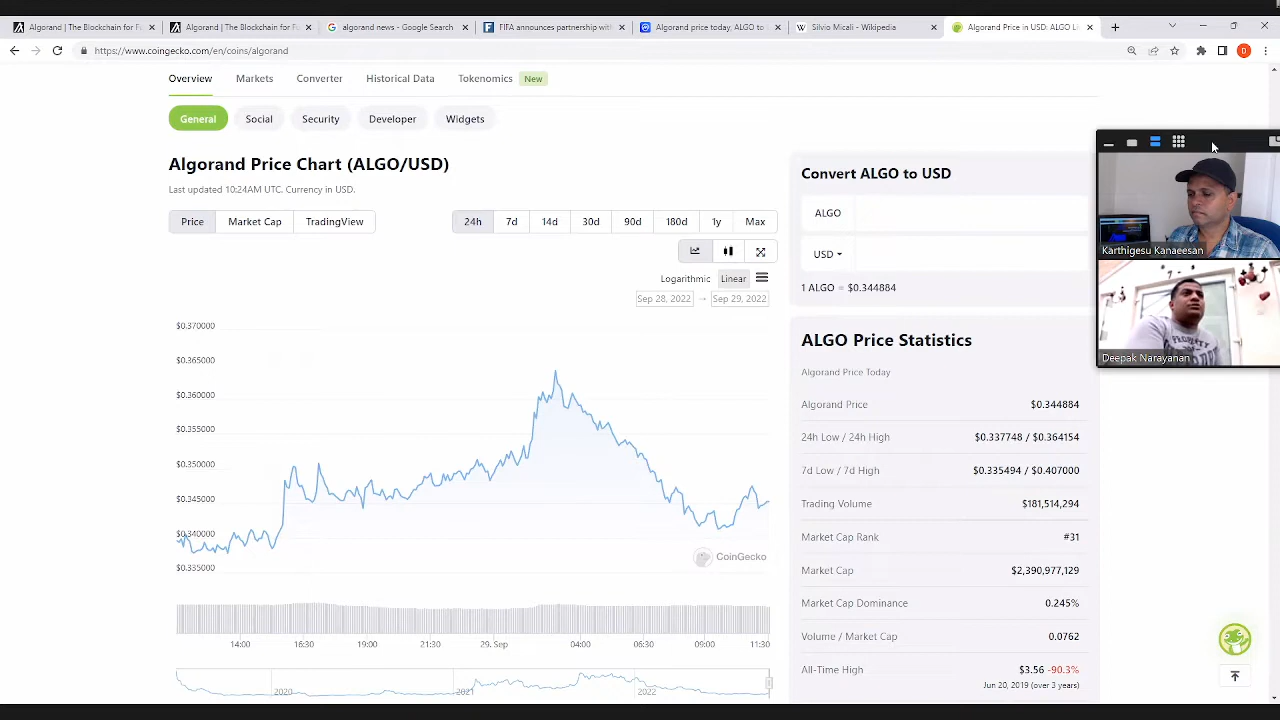 Algorand | The Blockchain for Fi
Algorand | The Blockchain for Fi
algorand news - Google Search
FIFA announces partnership with
Algorand price today, ALGO to
Silvio Micali - Wikipedia
Algorand Price in USD: ALGO Li
https://www.coingecko.com/en/coins/algorand
D
Overview Markets Converter Historical Data Tokenomics New
General Social Security Developer Widgets
Algorand Price Chart (ALGO/USD)
Last updated 10:24AM UTC. Currency in USD.
Price Market Cap TradingView
24h 7d 14d 30d 90d 180d 1y Max
Logarithmic Linear
Sep 28, 2022 → Sep 29, 2022
$0.370000
$0.365000
$0.360000
$0.355000
$0.350000
$0.345000
$0.340000
$0.335000
CoinGecko
14:00 16:30 19:00 21:30 29. Sep 04:00 06:30 09:00 11:30
2020 2021 2022
Convert ALGO to USD
ALGO
USD
1 ALGO = $0.344884
ALGO Price Statistics
Algorand Price Today
Algorand Price $0.344884
24h Low / 24h High $0.337748 / $0.364154
7d Low / 7d High $0.335494 / $0.407000
Trading Volume $181,514,294
Market Cap Rank #31
Market Cap $2,390,977,129
Market Cap Dominance 0.245%
Volume / Market Cap 0.0762
All-Time High $3.56 -90.3%
Jun 20, 2019 (over 3 years)
Karthigesu Kanaeesan
PROPERTY
Deepak Narayanan